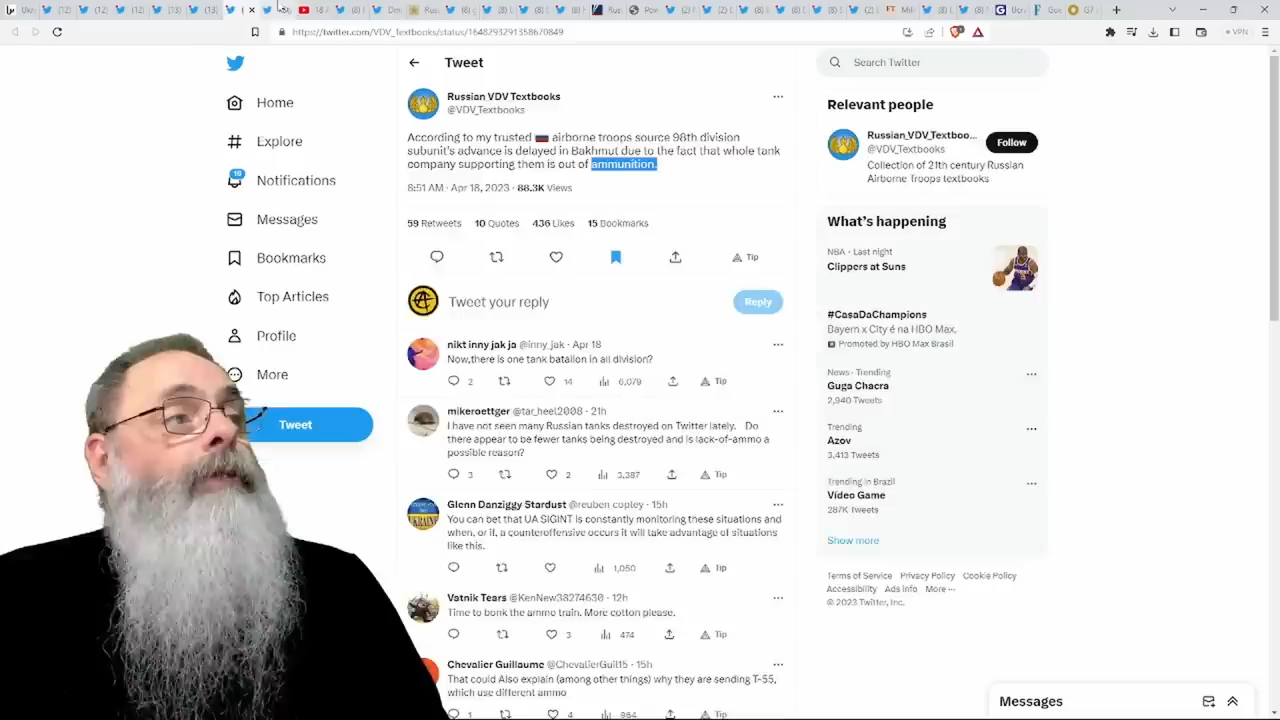 https://twitter.com/VDV_Textbooks/status/1648293291358670849
VPN
Home
Explore
Notifications
Messages
Bookmarks
Top Articles
Profile
More
Tweet
Tweet
Russian VDV Textbooks
@VDV_Textbooks
According to my trusted airborne troops source 98th division
subunit's advance is delayed in Bakhmut due to the fact that whole tank
company supporting them is out of ammunition.
8:51 AM · Apr 18, 2023 · 88.3K Views
59 Retweets 10 Quotes 436 Likes 15 Bookmarks
Tip
Tweet your reply
Reply
nikt inny jak ja @inny_jak · Apr 18
Now,there is one tank batalion in all division?
2 14 6,079 Tip
mikeroettger @tar_heel2008 · 21h
I have not seen many Russian tanks destroyed on Twitter lately. Do
there appear to be fewer tanks being destroyed and is lack-of-ammo a
possible reason?
3 2 3,387 Tip
Glenn Danziggy Stardust @reuben_copley · 15h
You can bet that UA SIGINT is constantly monitoring these situations and
when, or if, a counteroffensive occurs it will take advantage of situations
like this.
1,050 Tip
Vatnik Tears @KenNew38274636 · 12h
Time to bonk the ammo train. More cotton please.
3 474 Tip
Chevalier Guillaume @ChevalierGuil15 · 15h
That could Also explain (among other things) why they are sending T-55,
which use different ammo
1 4 964 Tip
Search Twitter
Relevant people
Russian_VDV_Textboo...
@VDV_Textbooks
Follow
Collection of 21th century Russian
Airborne Troops textbooks
What's happening
NBA · Last night
Clippers at Suns
#CasaDaChampions
Bayern x City é na HBO Max.
Promoted by HBO Max Brasil
News · Trending
Guga Chacra
2,940 Tweets
Trending
Azov
3,413 Tweets
Trending in Brazil
Vídeo Game
287K Tweets
Show more
Terms of Service Privacy Policy Cookie Policy
Accessibility Ads info More ...
© 2023 Twitter, Inc.
Messages